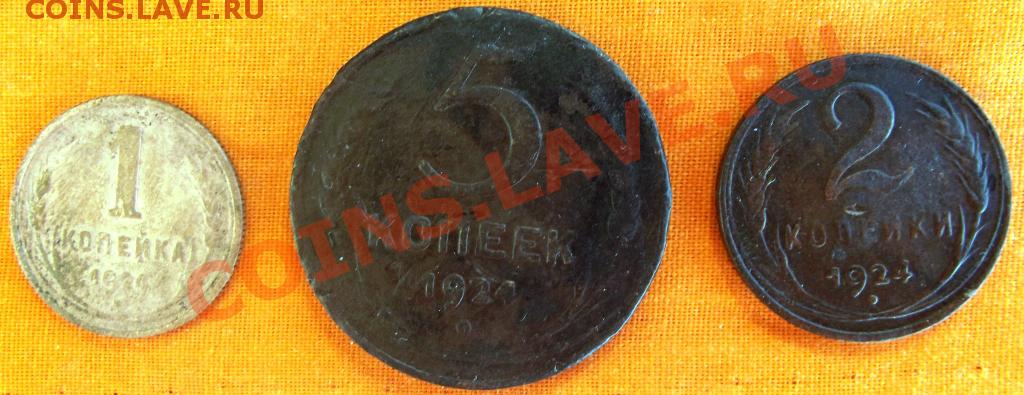 COINS.LAVE.RU
COINS.LAVE.RU
1
КОПЕЙКА
5
КОПЕЕК
1924
2
КОПЕЙКИ
1924